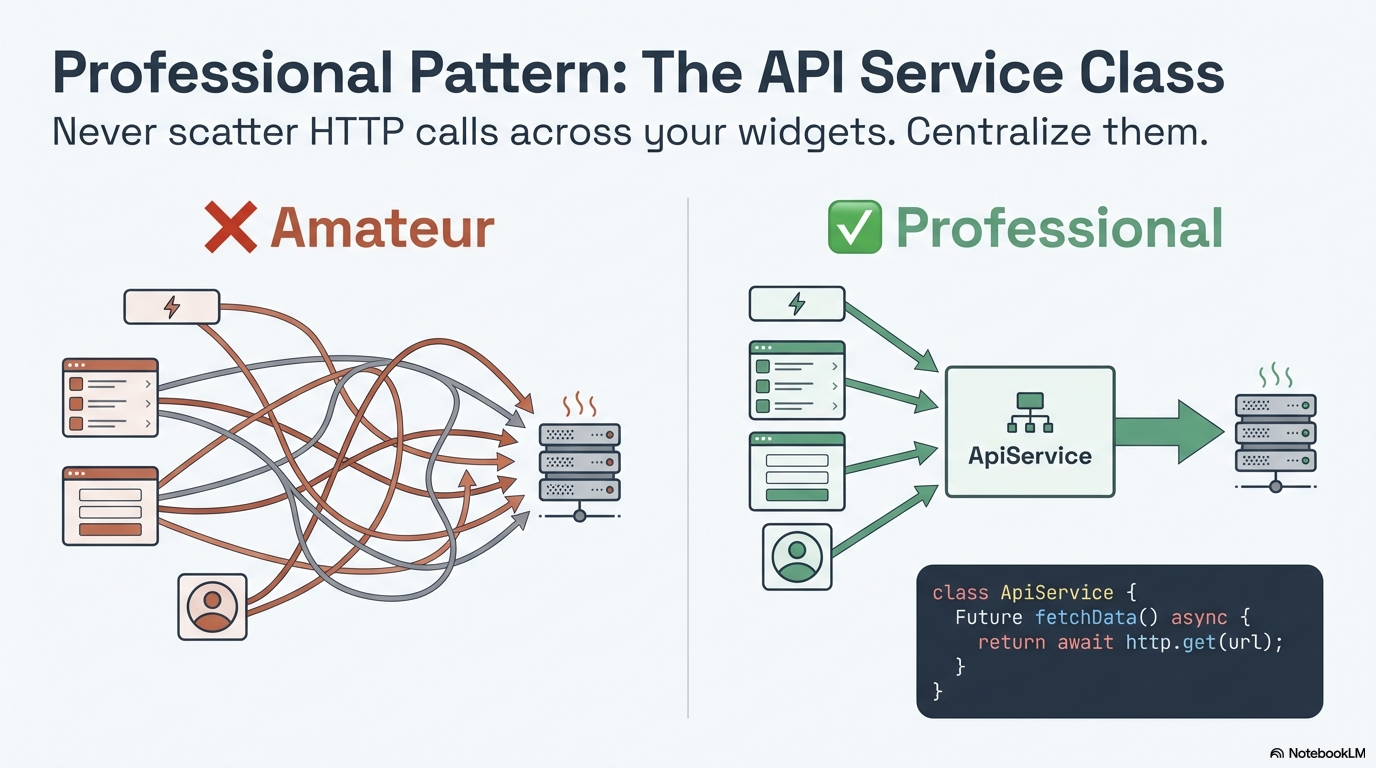 Professional Pattern: The API Service Class
Never scatter HTTP calls across your widgets. Centralize them.
❌ Amateur
✅ Professional
ApiService
class ApiService {
  Future fetchData() async {
    return await http.get(url);
  }
}
NotebookLM